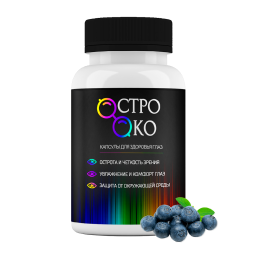 ОСТРО
ОКО
КАПСУЛЫ ДЛЯ ЗДОРОВЬЯ ГЛАЗ
ОСТРОТА И ЧЕТКОСТЬ ЗРЕНИЯ
УВЛАЖНЕНИЕ И КОМФОРТ ГЛАЗ
ЗАЩИТА ОТ ОКРУЖАЮЩЕЙ СРЕДЫ